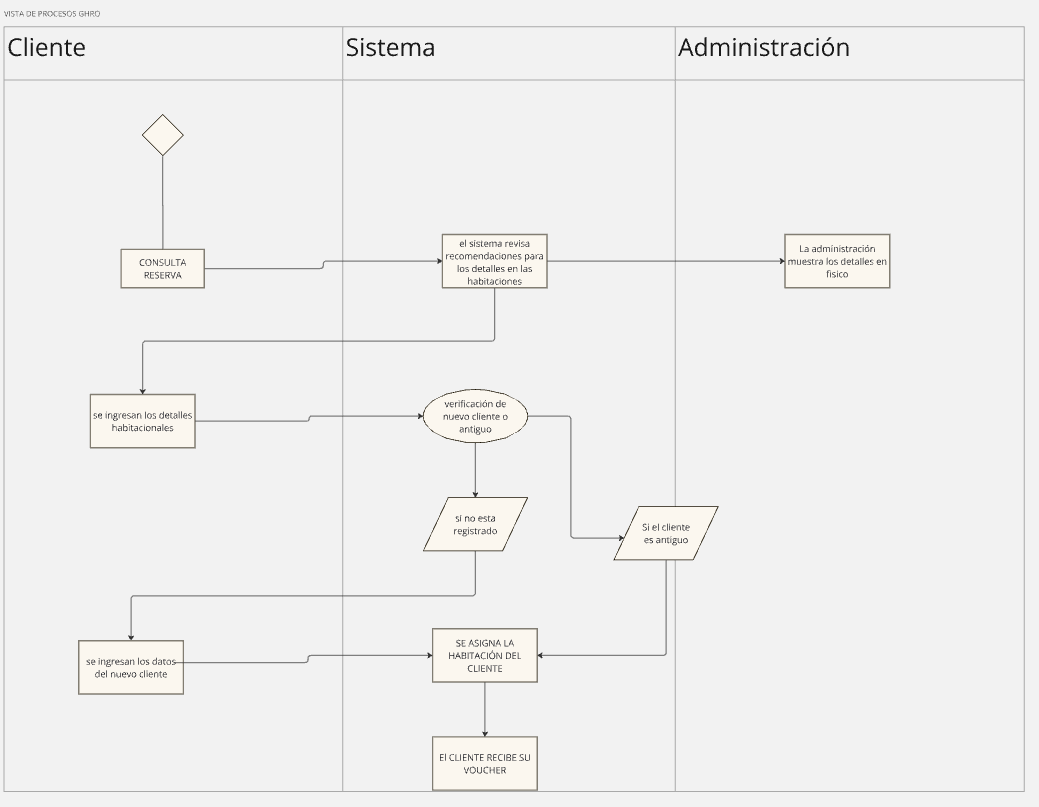 VISTA DE PROCESOS GHRO
Cliente
Sistema
Administración
CONSULTA
RESERVA
el sistema revisa
recomendaciones para
los detalles en las
habitaciones
La administración
muestra los detalles en
fisico
se ingresan los detalles
habitacionales
verificación de
nuevo cliente o
antiguo
si no esta
registrado
Si el cliente
es antiguo
se ingresan los datos
del nuevo cliente
SE ASIGNA LA
HABITACIÓN DEL
CLIENTE
El CLIENTE RECIBE SU
VOUCHER